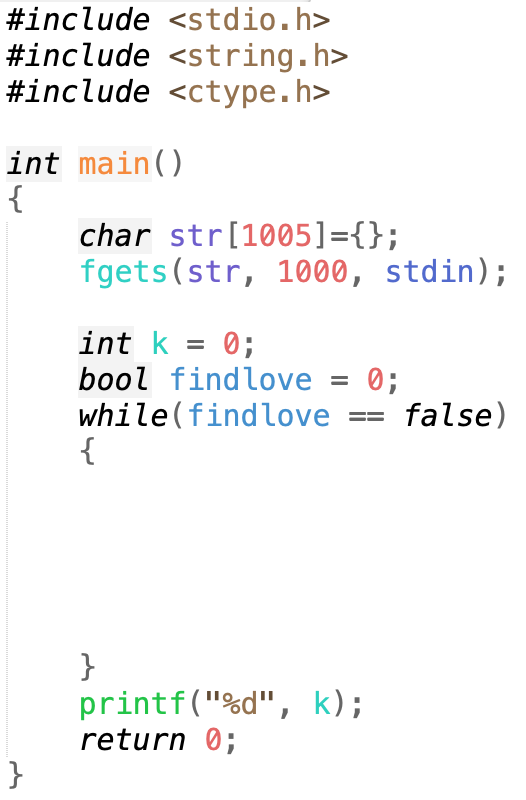 #include <stdio.h>
#include <string.h>
#include <ctype.h>
int main()
{
char str[1005]={};
fgets(str, 1000, stdin);
int k = 0;
bool findlove = 0;
while(findlove == false)
{
}
printf("%d", k);
return 0;
}